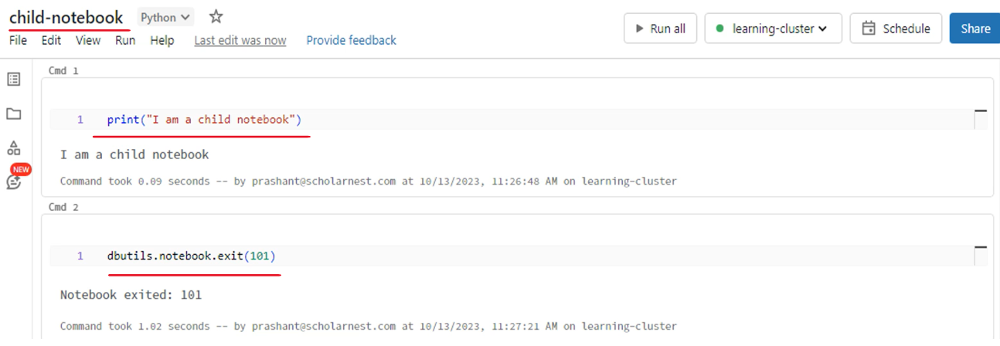 child-notebook Python
File Edit View Run Help Last edit was now Provide feedback
Run all learning-cluster Schedule Share
Cmd 1
1 print("I am a child notebook")
I am a child notebook
Command took 0.09 seconds -- by prashant@scholarnest.com at 10/13/2023, 11:26:48 AM on learning-cluster
NEW
Cmd 2
1 dbutils.notebook.exit(101)
Notebook exited: 101
Command took 1.02 seconds -- by prashant@scholarnest.com at 10/13/2023, 11:27:21 AM on learning-cluster